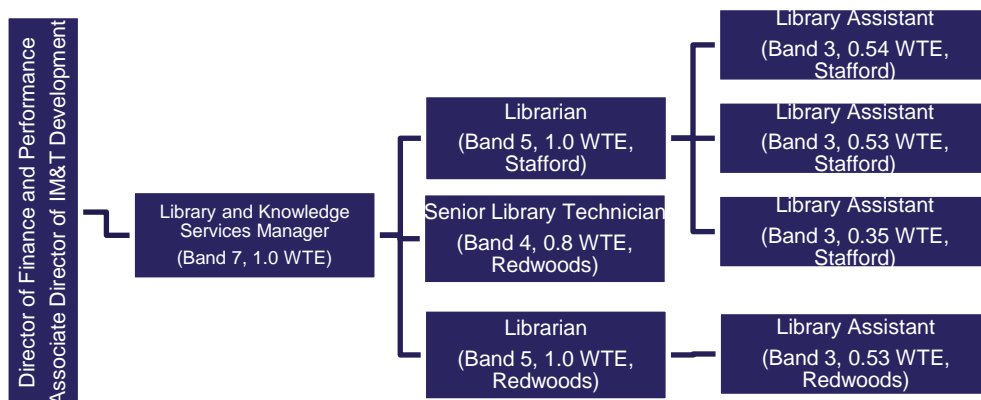 Director of Finance and Performance
Associate Director of IM&T Development
Library and Knowledge
Services Manager
(Band 7, 1.0 WTE)
Librarian
(Band 5, 1.0 WTE,
Stafford)
Senior Library Technician
(Band 4, 0.8 WTE,
Redwoods)
Librarian
(Band 5, 1.0 WTE,
Redwoods)
Library Assistant
(Band 3, 0.54 WTE,
Stafford)
Library Assistant
(Band 3, 0.53 WTE,
Stafford)
Library Assistant
(Band 3, 0.35 WTE,
Stafford)
Library Assistant
(Band 3, 0.53 WTE,
Redwoods)